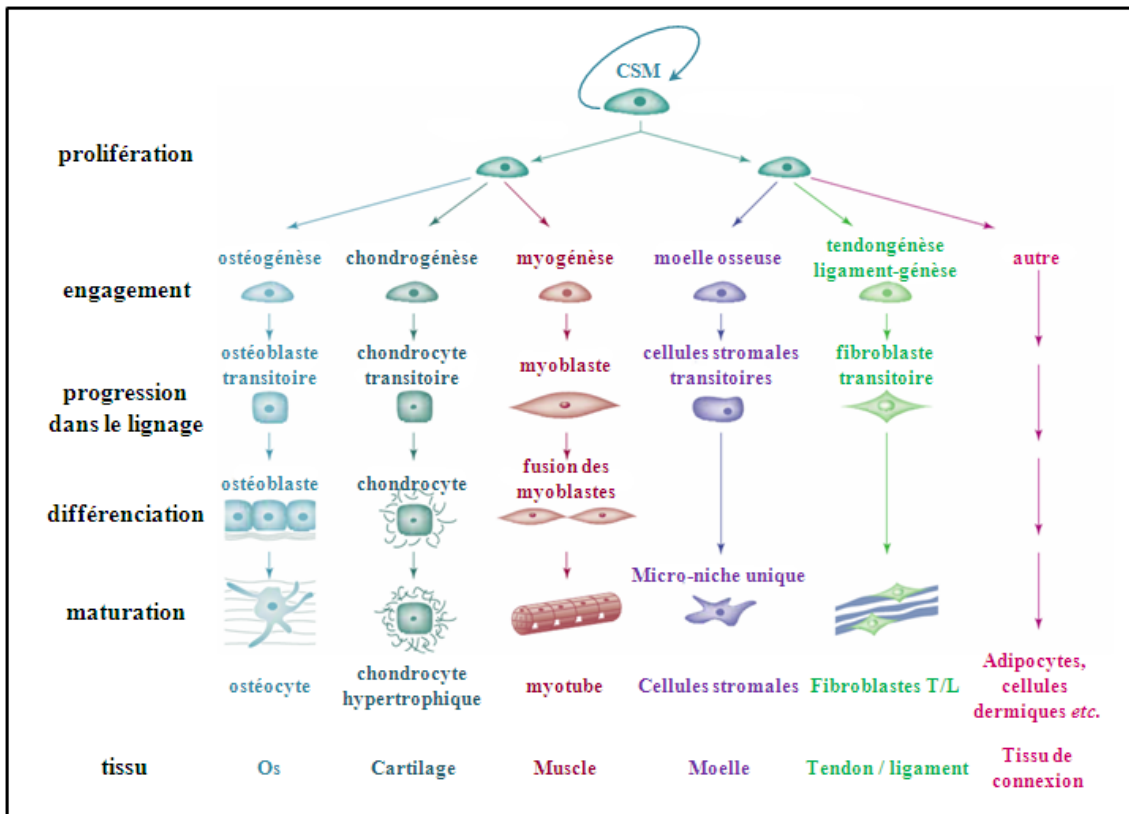 CSM
prolifération
ostéogénèse chondrogénèse myogénèse moelle osseuse tendongénèse
ligament-génèse autre
engagement
ostéoblaste
transitoire
chondrocyte
transitoire
myoblaste
cellules stromales
transitoires
fibroblaste
transitoire
progression
dans le lignage
ostéoblaste
chondrocyte
fusion des
myoblastes
différenciation
Micro-niche unique
maturation
ostéocyte
chondrocyte
hypertrophique
myotube
Cellules stromales
Fibroblastes T/L
Adipocytes,
cellules
dermiques etc.
tissu
Os
Cartilage
Muscle
Moelle
Tendon / ligament
Tissu de
connexion